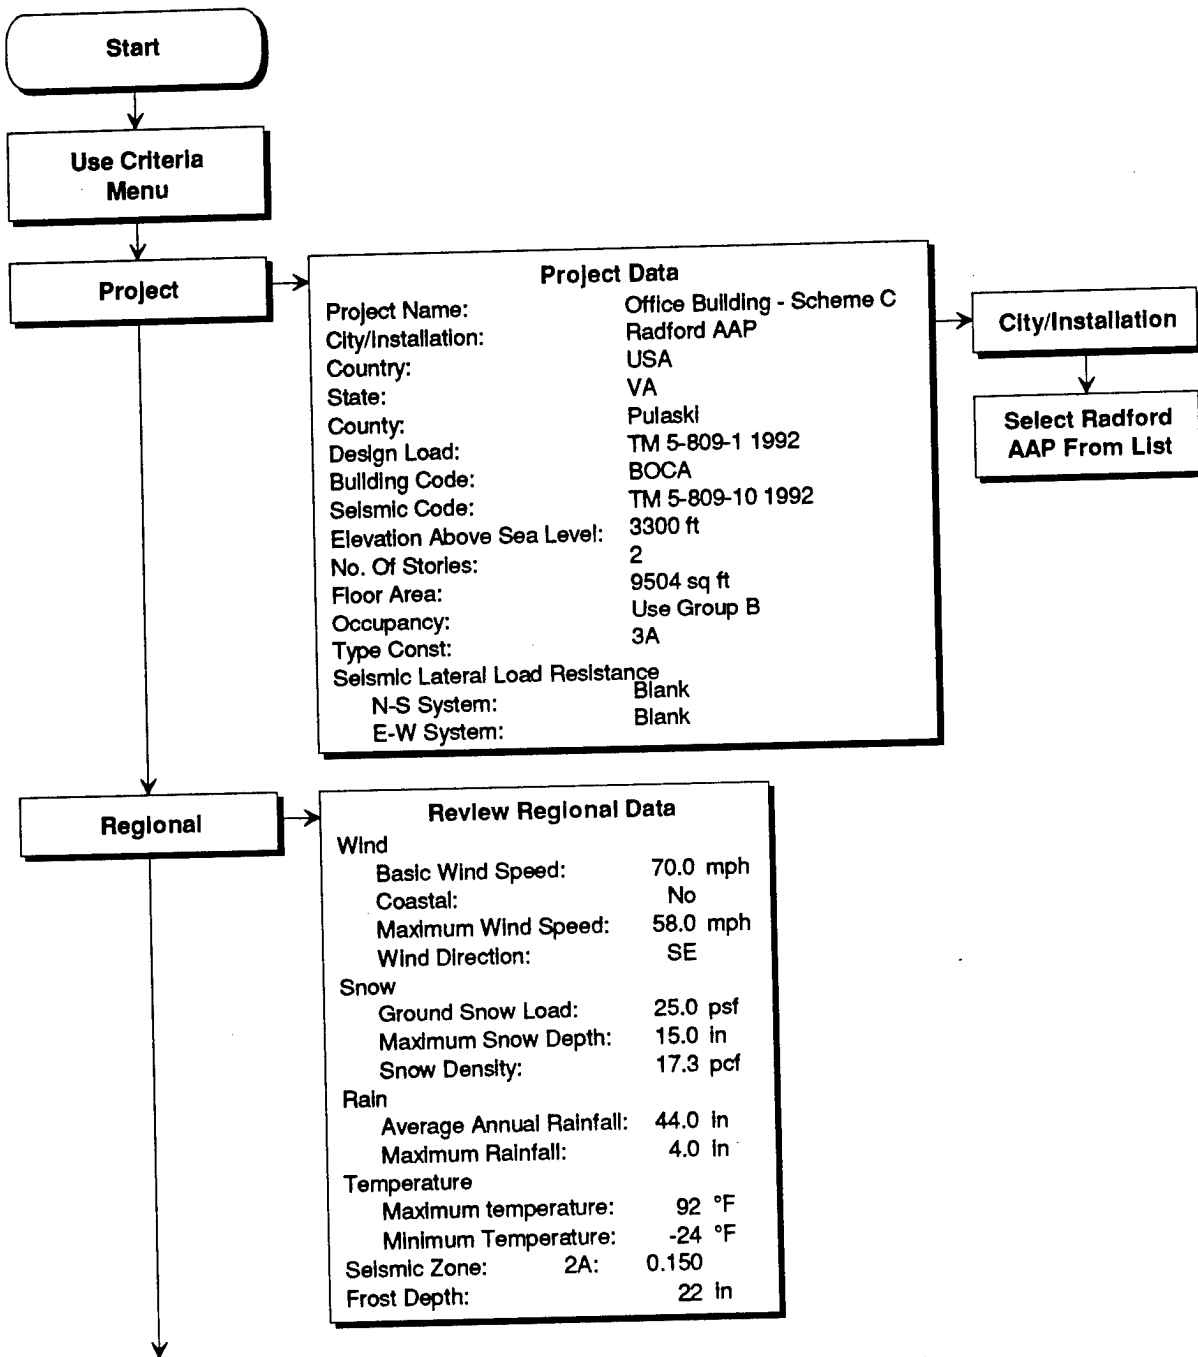 Start
Use Criteria
Menu
Project
Project Data
Project Name: Office Building - Scheme C
City/Installation: Radford AAP
Country: USA
State: VA
County: Pulaski
Design Load: TM 5-809-1 1992
Building Code: BOCA
Seismic Code: TM 5-809-10 1992
Elevation Above Sea Level: 3300 ft
No. Of Stories: 2
Floor Area: 9504 sq ft
Occupancy: Use Group B
Type Const: 3A
Seismic Lateral Load Resistance
N-S System: Blank
E-W System: Blank
City/Installation
Select Radford
AAP From List
Regional
Review Regional Data
Wind
Basic Wind Speed: 70.0 mph
Coastal: No
Maximum Wind Speed: 58.0 mph
Wind Direction: SE
Snow
Ground Snow Load: 25.0 psf
Maximum Snow Depth: 15.0 in
Snow Density: 17.3 pcf
Rain
Average Annual Rainfall: 44.0 in
Maximum Rainfall: 4.0 in
Temperature
Maximum temperature: 92 °F
Minimum Temperature: -24 °F
Seismic Zone: 2A: 0.150
Frost Depth: 22 in